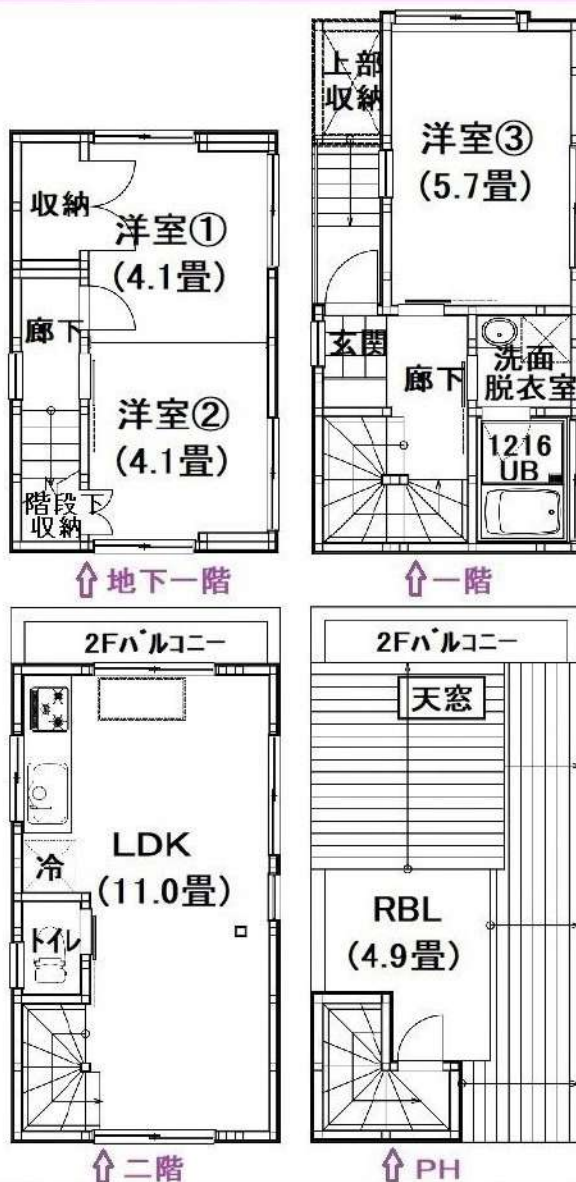 収納
洋室①
(4.1畳)
廊下
洋室②
(4.1畳)
階段下
収納
地下一階
上部
収納
洋室③
(5.7畳)
玄関
廊下
洗面
脱衣室
1216
UB
一階
2Fバルコニー
LDK
(11.0畳)
冷
トイレ
二階
2Fバルコニー
天窓
RBL
(4.9畳)
PH